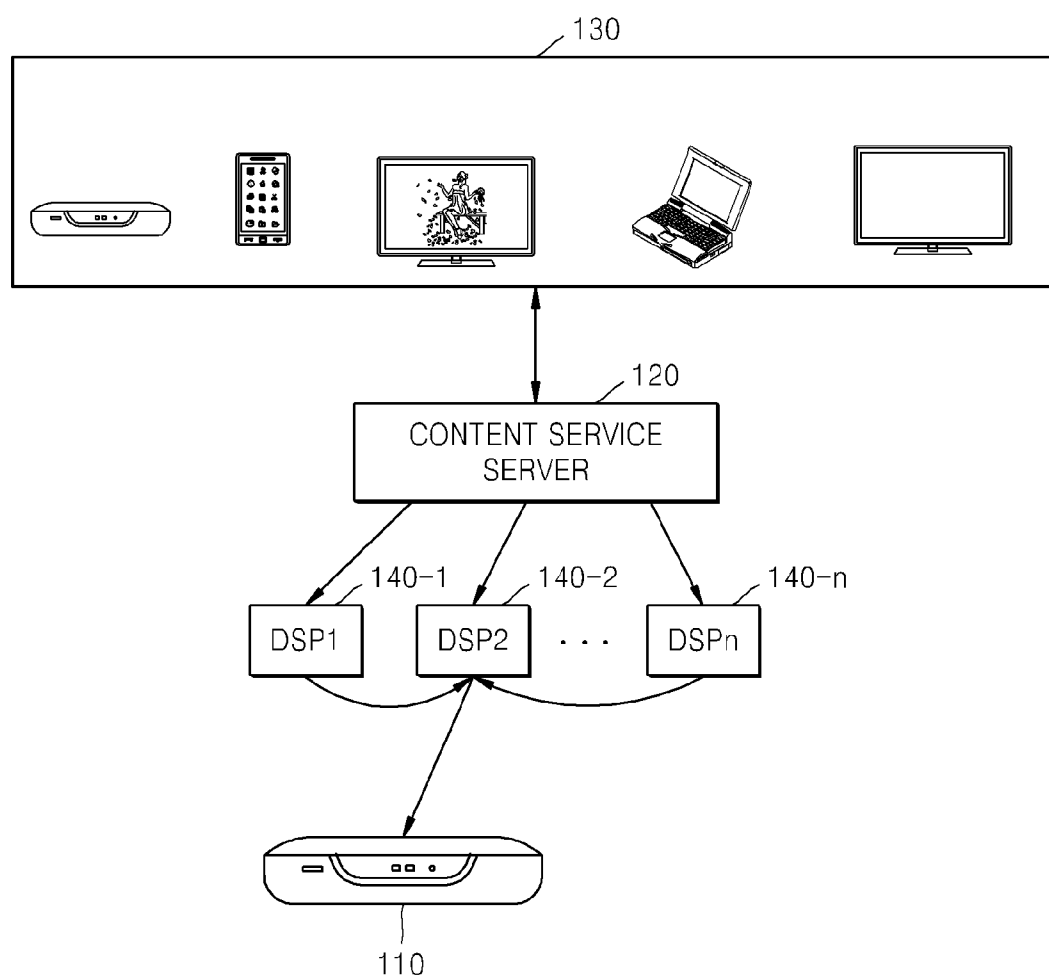 130
120
CONTENT SERVICE
SERVER
140-1
140-2
140-n
DSP1
DSP2
. . .
DSPn
110